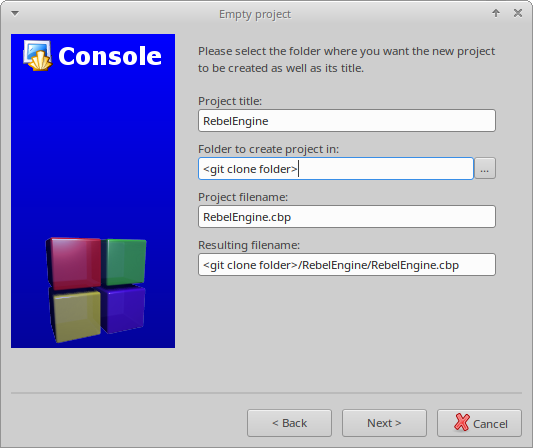 Empty project
Console
Please select the folder where you want the new project
to be created as well as its title.
Project title:
RebelEngine
Folder to create project in:
<git clone folder>
...
Project filename:
RebelEngine.cbp
Resulting filename:
<git clone folder>/RebelEngine/RebelEngine.cbp
< Back
Next >
Cancel